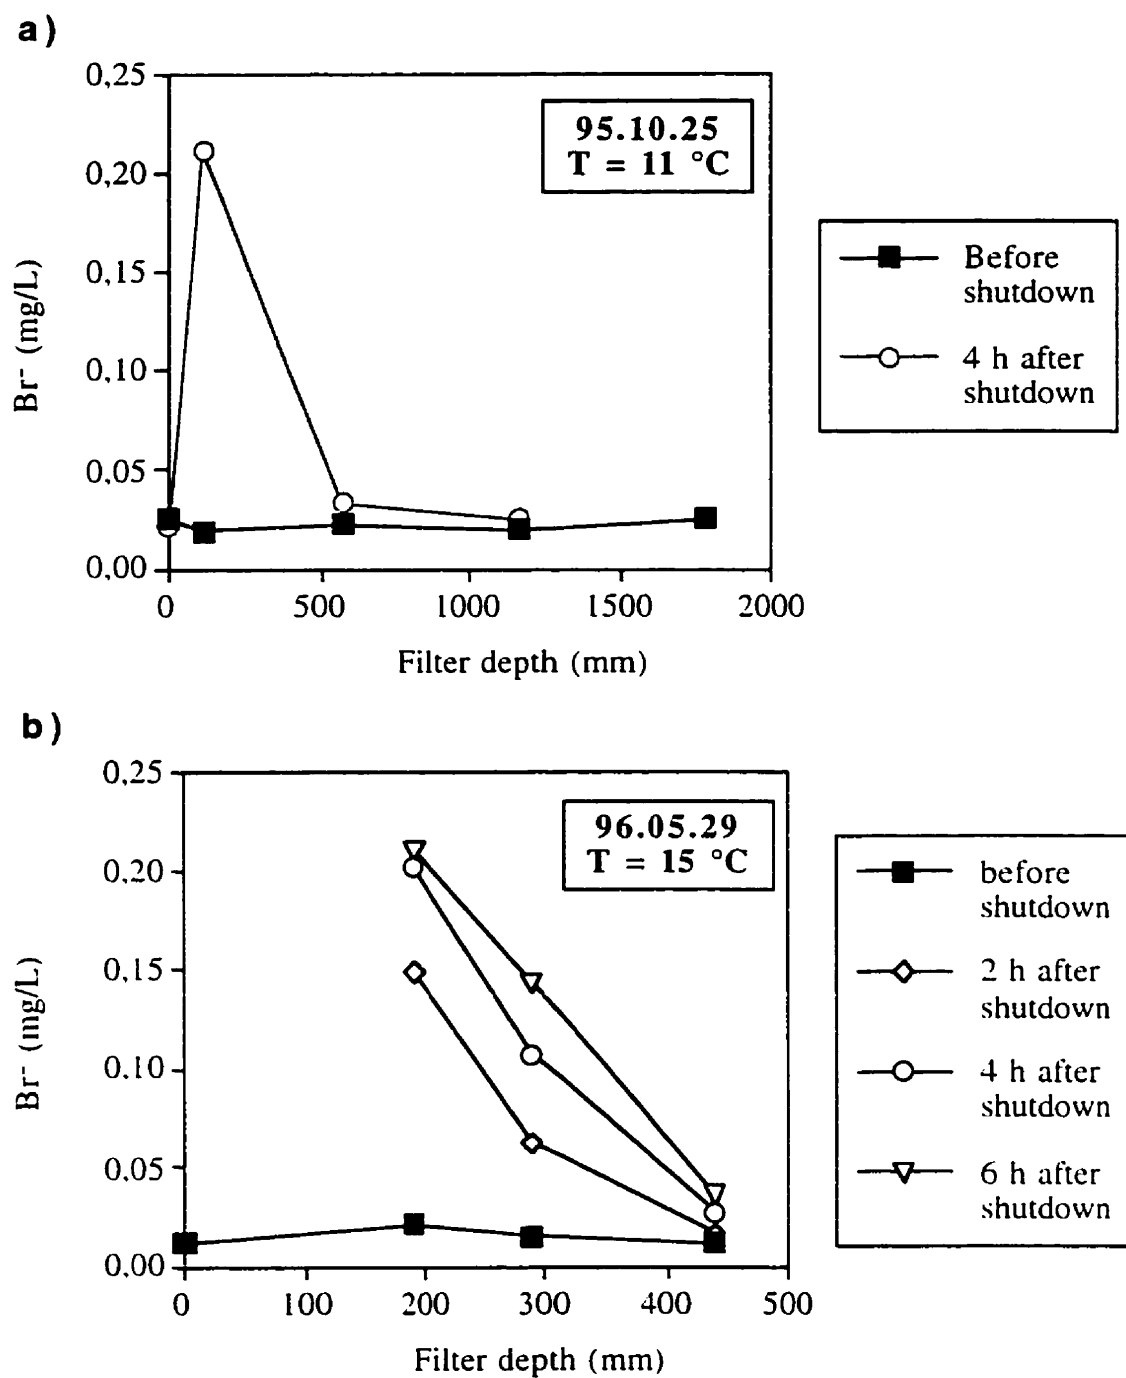 a)
0,25
0,20
0,15
0,10
0,05
0,00
Br⁻ (mg/L)
95.10.25
T = 11 °C
0 500 1000 1500 2000
Filter depth (mm)
Before
shutdown
4 h after
shutdown
b)
0,25
0,20
0,15
0,10
0,05
0,00
Br⁻ (mg/L)
96.05.29
T = 15 °C
0 100 200 300 400 500
Filter depth (mm)
before
shutdown
2 h after
shutdown
4 h after
shutdown
6 h after
shutdown